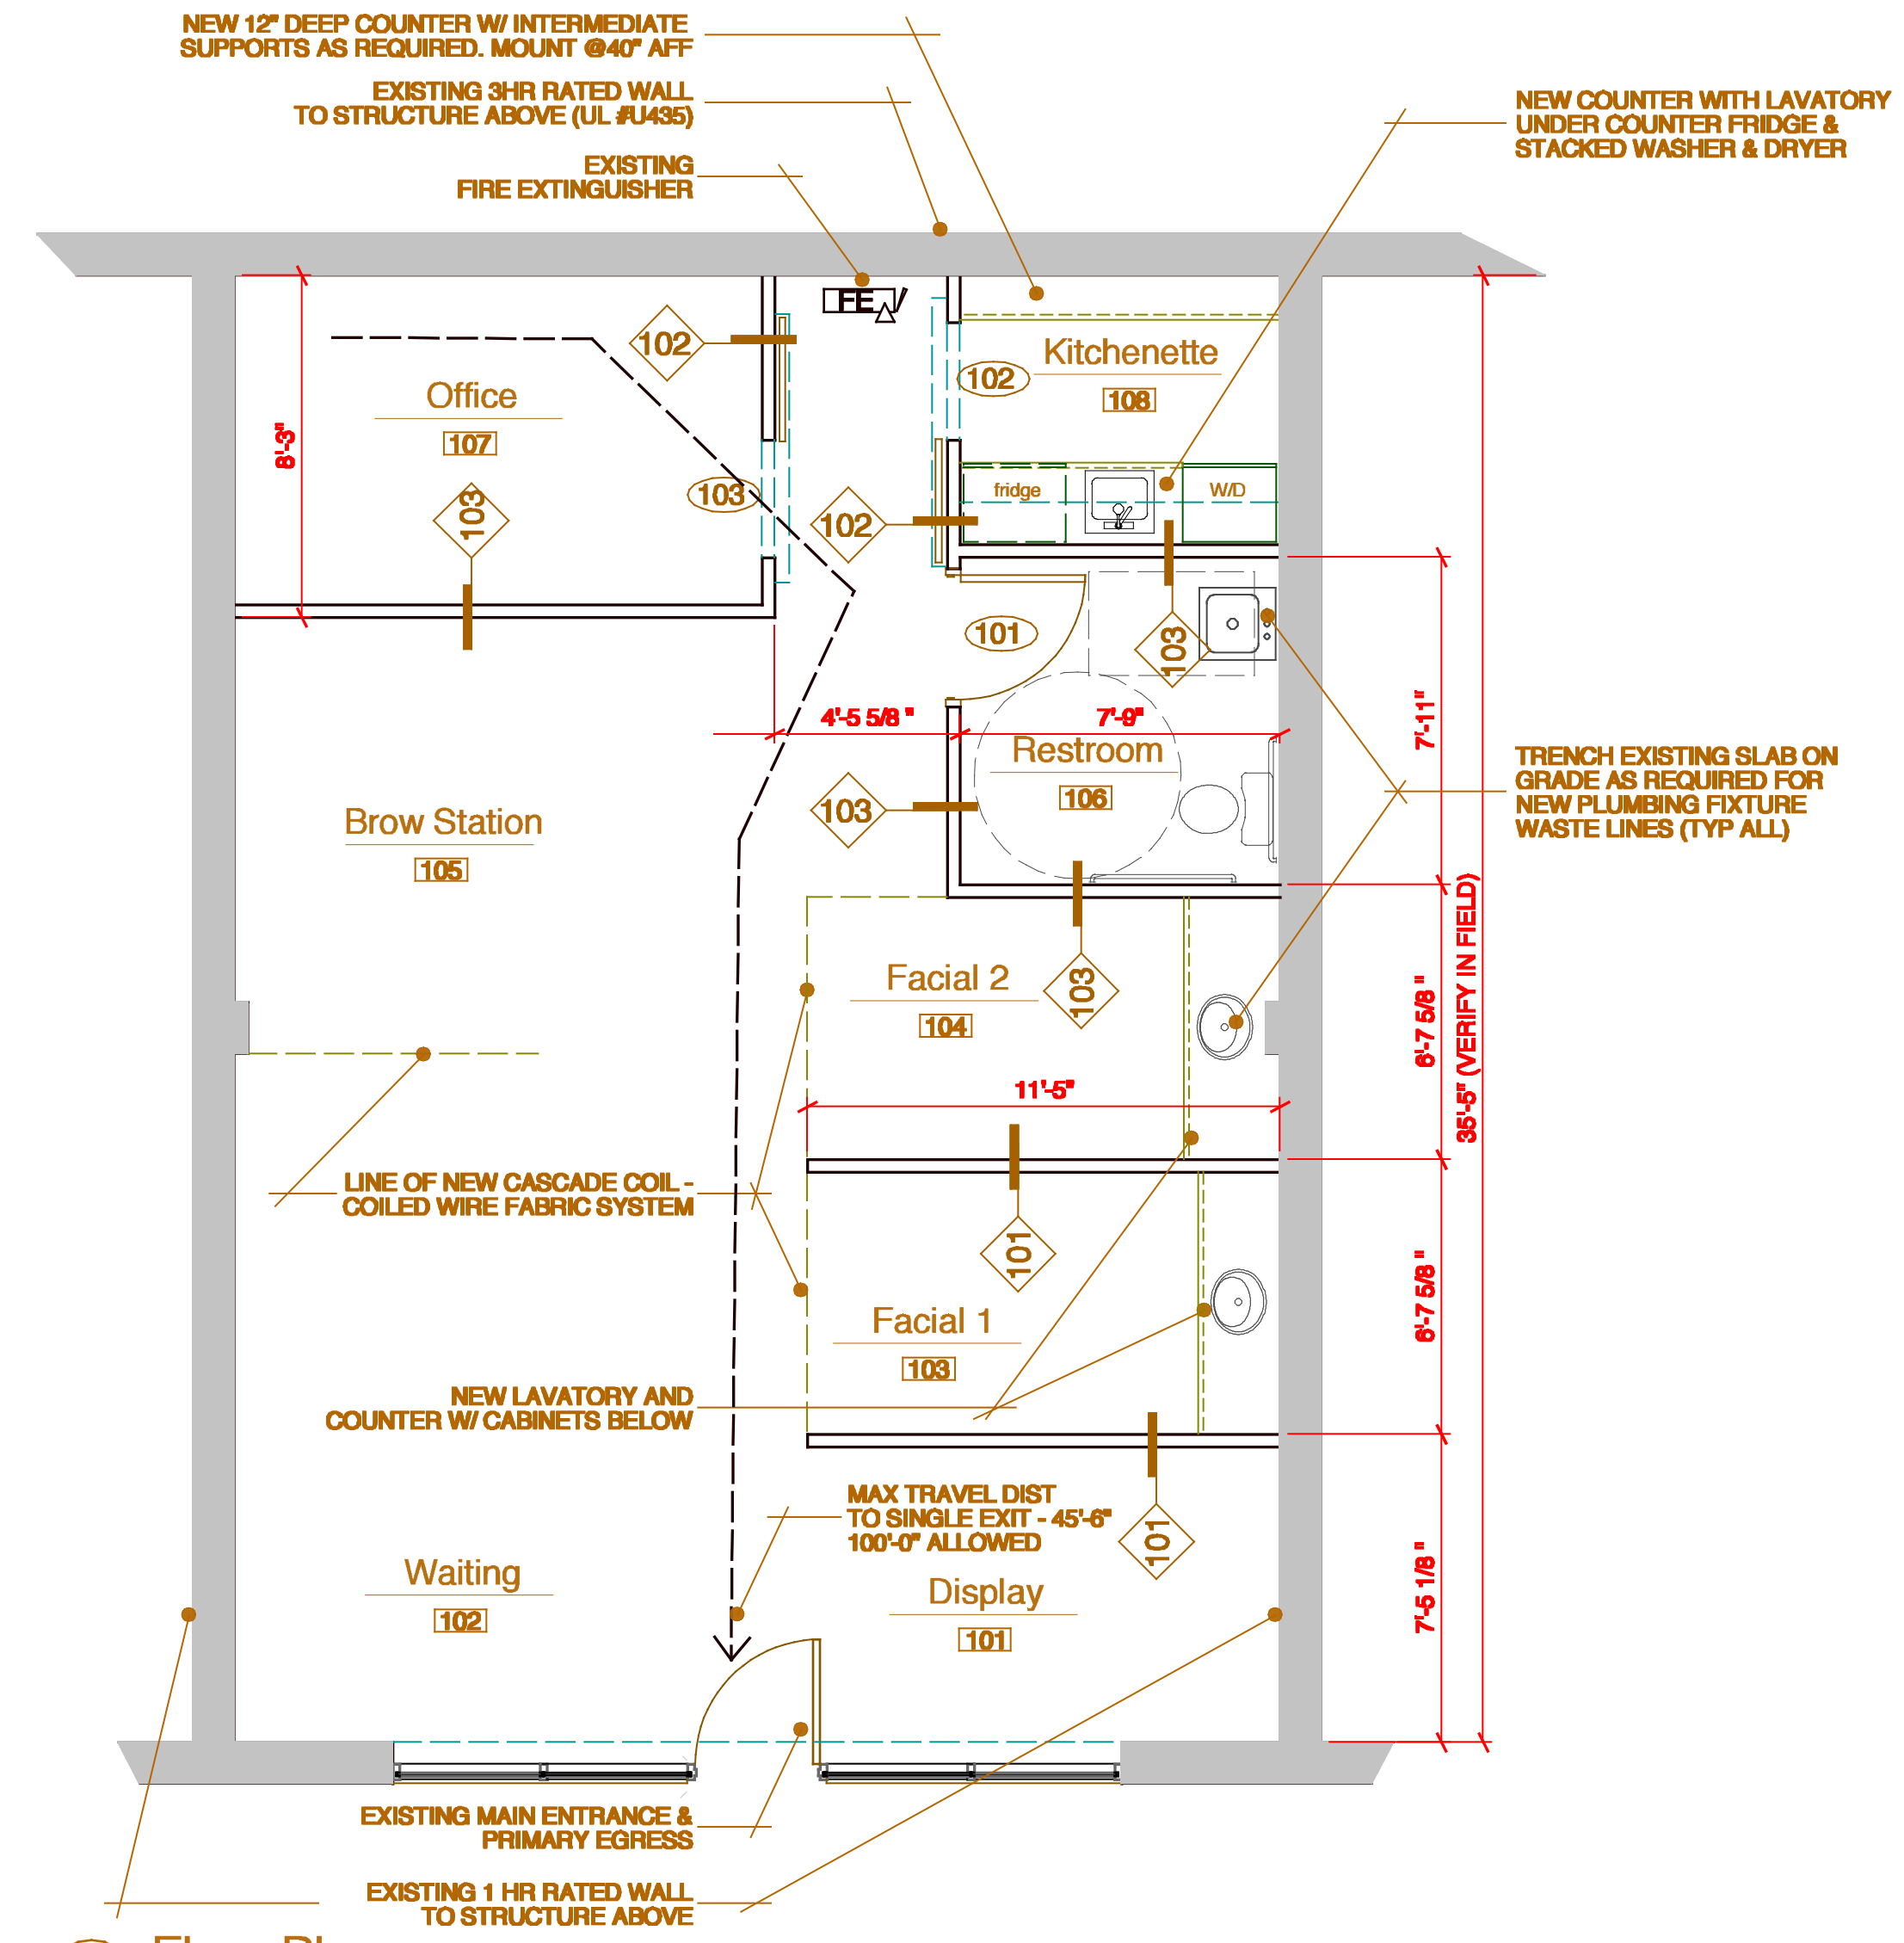 NEW 12" DEEP COUNTER W/ INTERMEDIATE
SUPPORTS AS REQUIRED. MOUNT @40" AFF
EXISTING 3HR RATED WALL
TO STRUCTURE ABOVE (UL #U435)
EXISTING
FIRE EXTINGUISHER
NEW COUNTER WITH LAVATORY
UNDER COUNTER FRIDGE &
STACKED WASHER & DRYER
FE
102
Kitchenette
102
108
Office
107
8'-3"
103
103
102
fridge
W/D
101
103
4'-5 5/8 "
7'-9"
7'-11"
Restroom
106
103
TRENCH EXISTING SLAB ON
GRADE AS REQUIRED FOR
NEW PLUMBING FIXTURE
WASTE LINES (TYP ALL)
Brow Station
105
Facial 2
104
103
6'-7 5/8 "
35'-5" (VERIFY IN FIELD)
11'-5"
LINE OF NEW CASCADE COIL -
COILED WIRE FABRIC SYSTEM
101
Facial 1
103
6'-7 5/8 "
NEW LAVATORY AND
COUNTER W/ CABINETS BELOW
MAX TRAVEL DIST
TO SINGLE EXIT - 45'-6"
100'-0" ALLOWED
101
Waiting
102
Display
101
7'-5 1/8 "
EXISTING MAIN ENTRANCE &
PRIMARY EGRESS
EXISTING 1 HR RATED WALL
TO STRUCTURE ABOVE